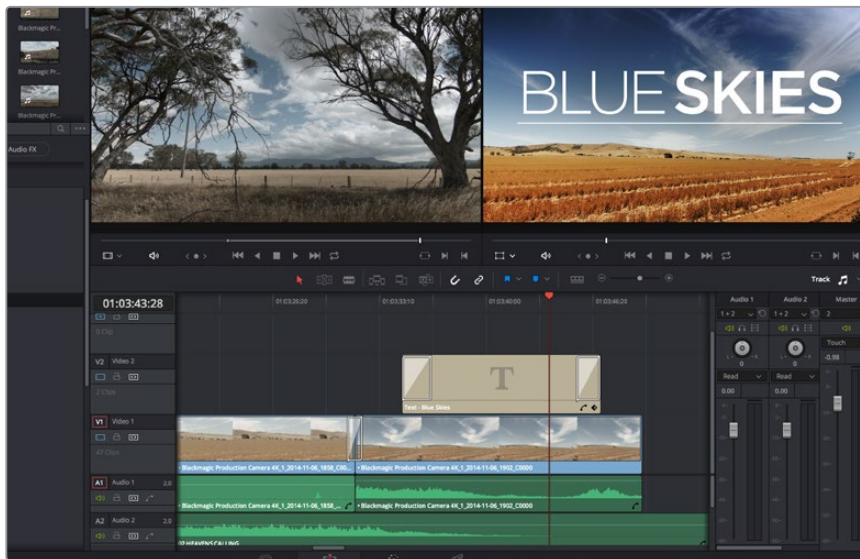 Blackmagic Pr...
Blackmagic Pr...
Blackmagic Pr...
Audio FX
BLUE SKIES
Track
01:03:43:28
01:03:26:20
01:03:33:10
01:03:40:00
01:03:46:20
Audio 1
Audio 2
Master
1 + 2
1 + 2
2
0 Clip
V2 Video 2
2 Clips
T
Text - Blue Skies
Touch
-0.98
Read
Read
0.00
0.00
V1 Video 1
47 Clips
• Blackmagic Production Camera 4K_1_2014-11-06_1858_C00...
• Blackmagic Production Camera 4K_1_2014-11-06_1902_C0000
A1 Audio 1 2.0
• Blackmagic Production Camera 4K_1_2014-11-06_1858_...
• Blackmagic Production Camera 4K_1_2014-11-06_1902_C0000
A2 Audio 2 2.0
02 HEAVENS CALLING